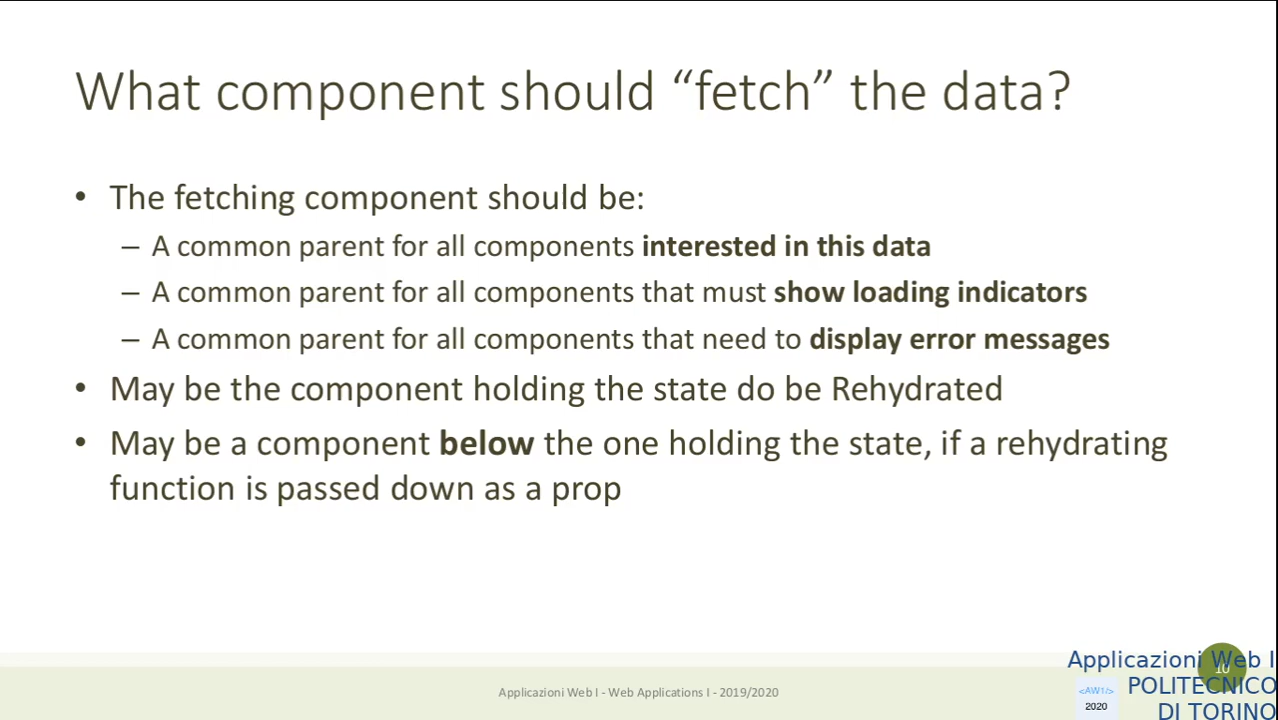 What component should “fetch” the data?
• The fetching component should be:
– A common parent for all components interested in this data
– A common parent for all components that must show loading indicators
– A common parent for all components that need to display error messages
• May be the component holding the state do be Rehydrated
• May be a component below the one holding the state, if a rehydrating
function is passed down as a prop
Applicazioni Web I - Web Applications I - 2019/2020
10
Applicazioni Web I
POLITECNICO
DI TORINO
<AW1/>
2020